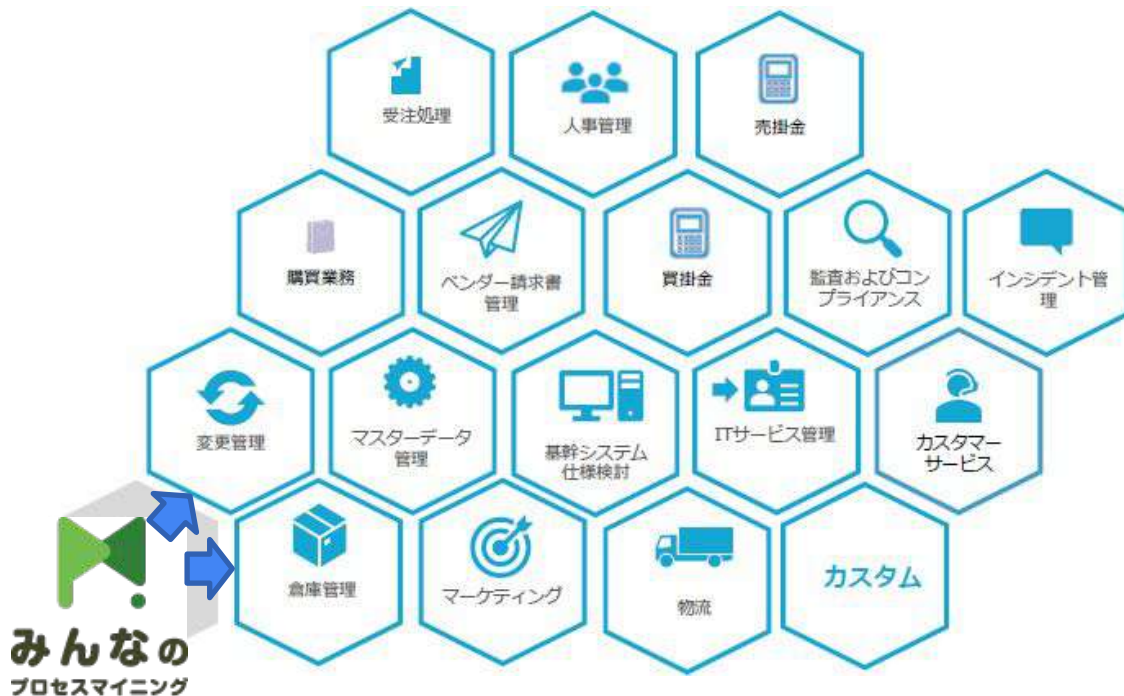 受注処理
人事管理
売掛金
購買業務
ベンダー請求書
管理
買掛金
監査およびコン
プライアンス
インシデント管
理
変更管理
マスターデータ
管理
基幹システム
仕様検討
ITサービス管理
カスタマー
サービス
倉庫管理
マーケティング
物流
カスタム
みんなの
プロセスマイニング